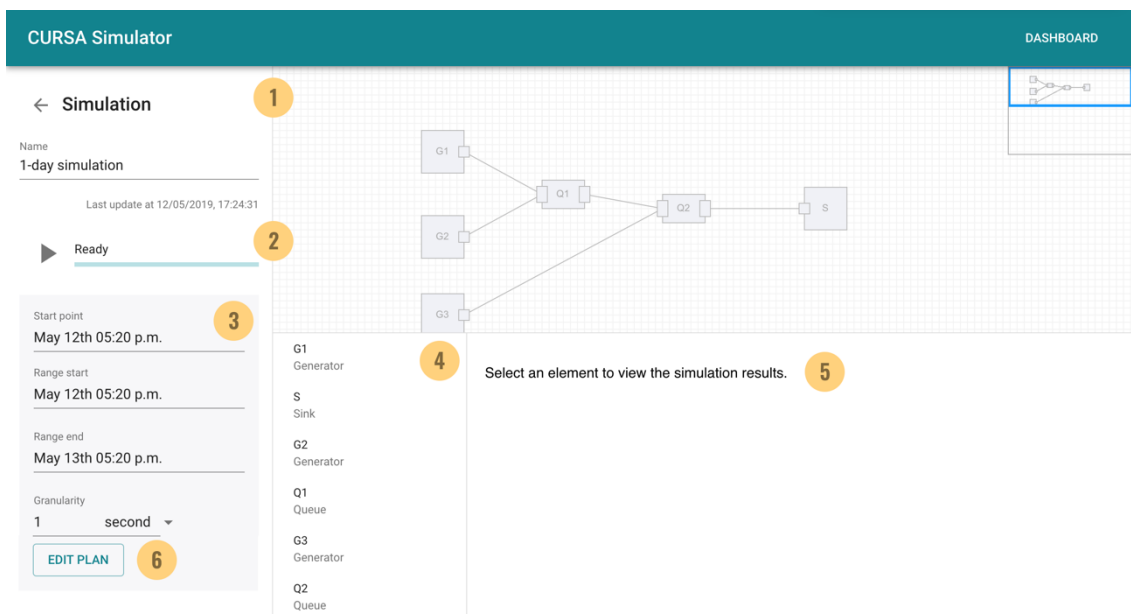 CURSA Simulator
DASHBOARD
← Simulation
1
Name
1-day simulation
Last update at 12/05/2019, 17:24:31
Ready
2
Start point
3
May 12th 05:20 p.m.
Range start
May 12th 05:20 p.m.
Range end
May 13th 05:20 p.m.
Granularity
1 second
EDIT PLAN
6
G1
Q1
Q2
S
G2
G3
G1
Generator
4
S
Sink
G2
Generator
Q1
Queue
G3
Generator
Q2
Queue
Select an element to view the simulation results.
5